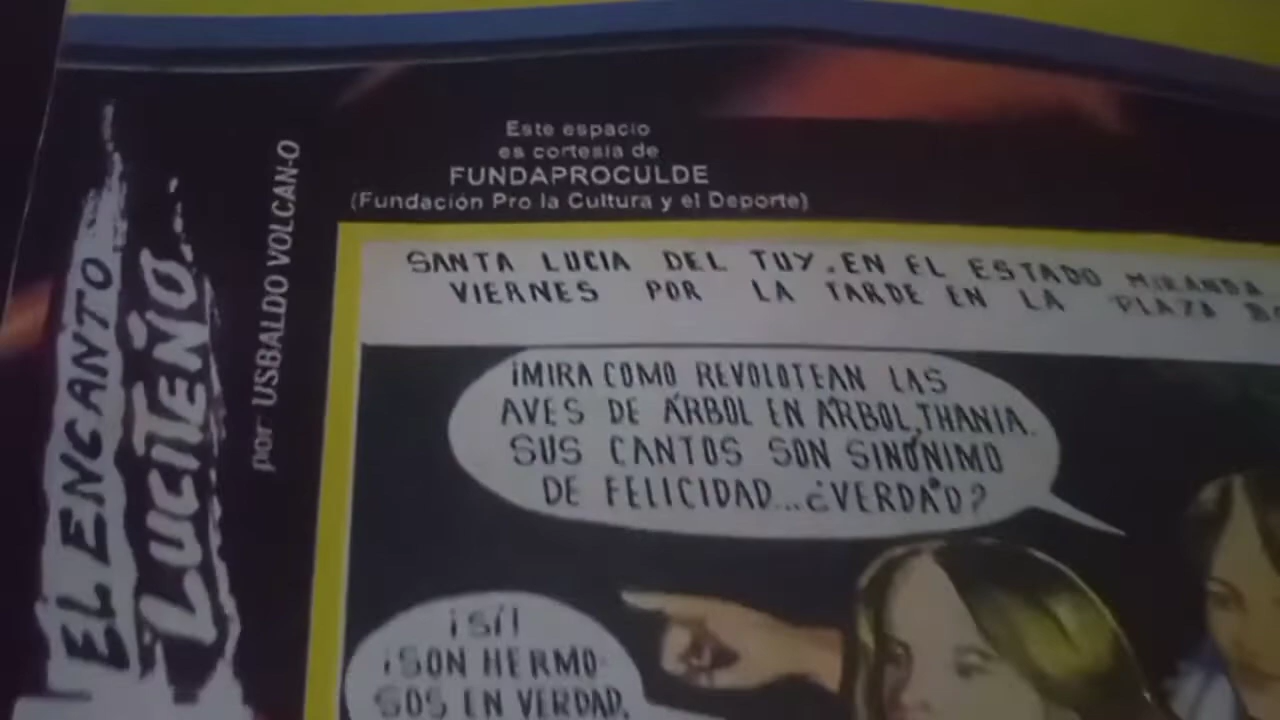 EL ENCANTO
LUCITEÑO...
por USBALDO VOLCAN-O
Este espacio
es cortesía de
FUNDAPROCULDE
(Fundación Pro la Cultura y el Deporte)
SANTA LUCIA DEL TUY. EN EL ESTADO MIRANDA.
VIERNES POR LA TARDE EN LA PLAZA
¡MIRA COMO REVOLOTEAN LAS
AVES DE ÁRBOL EN ÁRBOL, THANIA.
SUS CANTOS SON SINÓNIMO
DE FELICIDAD...¿VERDAD?
¡SÍ!
¡SON HERMO-
SOS EN VERDAD.